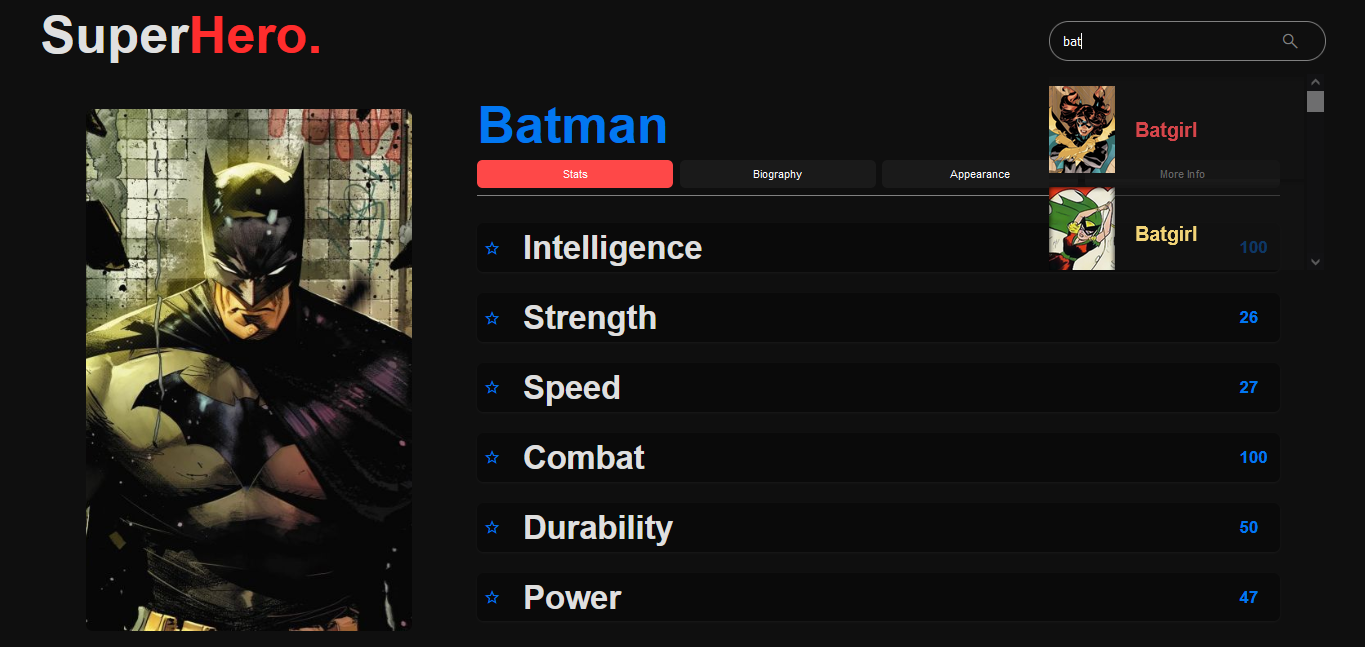 SuperHero.
bat
Batman
Batgirl
Stats
Biography
Appearance
More Info
Batgirl
Intelligence
100
Strength
26
Speed
27
Combat
100
Durability
50
Power
47